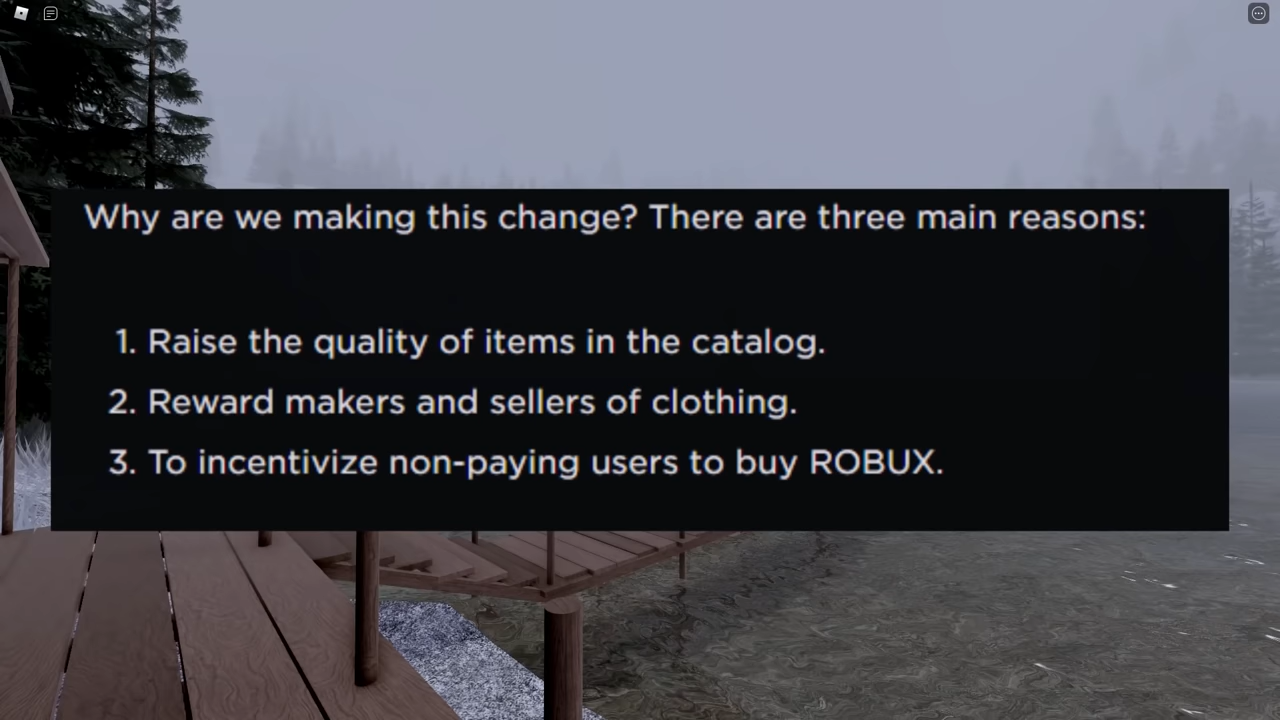 Why are we making this change? There are three main reasons:
1. Raise the quality of items in the catalog.
2. Reward makers and sellers of clothing.
3. To incentivize non-paying users to buy ROBUX.